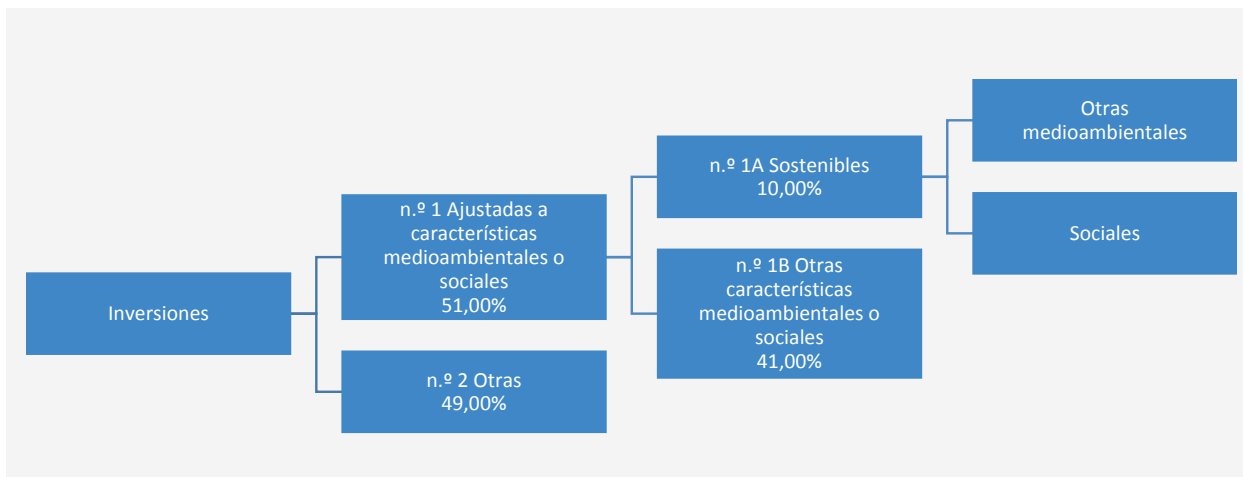 Inversiones
n.º 1 Ajustadas a
características
medioambientales o
sociales
51,00%
n.º 2 Otras
49,00%
n.º 1A Sostenibles
10,00%
n.º 1B Otras
características
medioambientales o
sociales
41,00%
Otras
medioambientales
Sociales